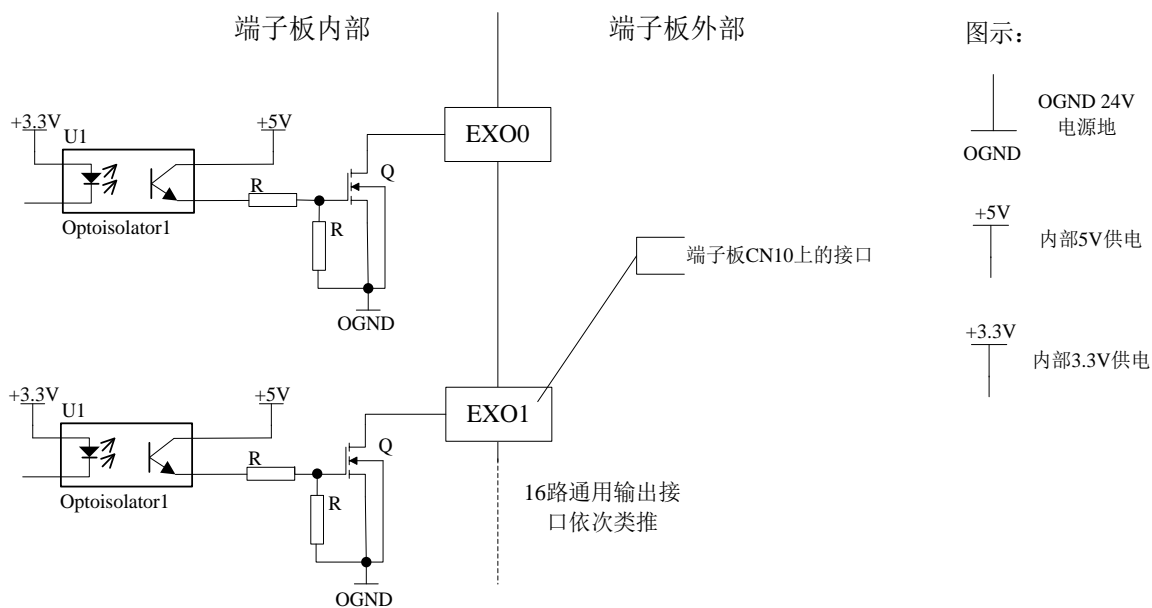 端子板内部
端子板外部
图示：
+3.3V
U1
+5V
EXO0
Q
R
R
Optoisolator1
OGND
OGND 24V
电源地
OGND
端子板CN10上的接口
+5V
内部5V供电
+3.3V
内部3.3V供电
+3.3V
U1
+5V
EXO1
Q
R
R
Optoisolator1
OGND
16路通用输出接
口依次类推